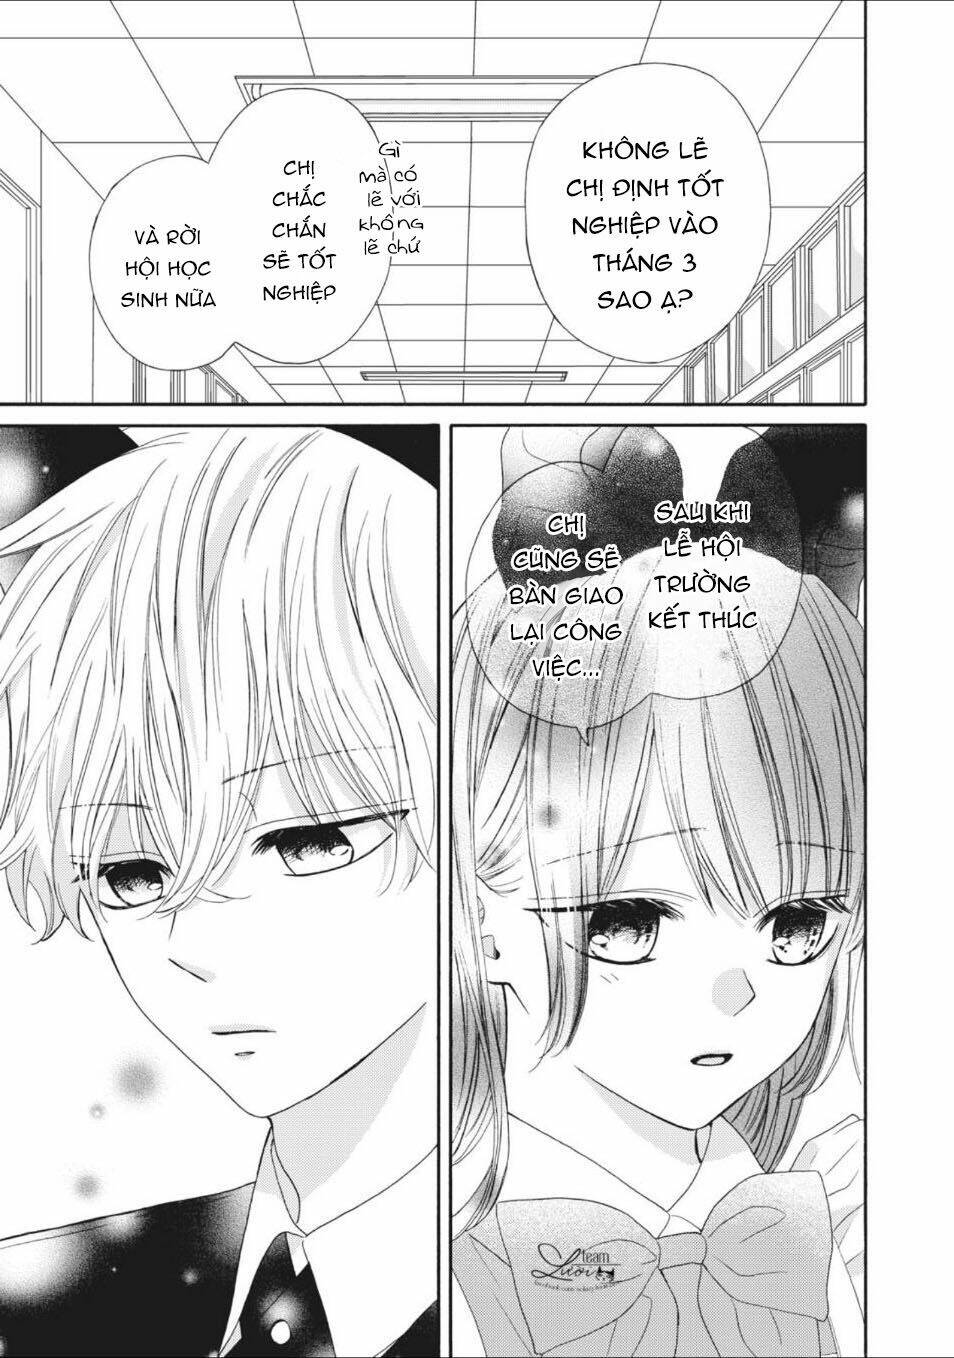 KHÔNG LẼ
CHỊ ĐỊNH TỐT
NGHIỆP VÀO
THÁNG 3
SAO Ạ?
Gì
mà có
lẽ với
không
lẽ chứ
CHỊ
CHẮC
CHẮN
SẼ TỐT
NGHIỆP
VÀ RỜI
HỘI HỌC
SINH NỮA
SAU KHI
LỄ HỘI
TRƯỜNG
KẾT THÚC
CHỊ
CŨNG SẼ
BÀN GIAO
LẠI CÔNG
VIỆC...
team
Lười